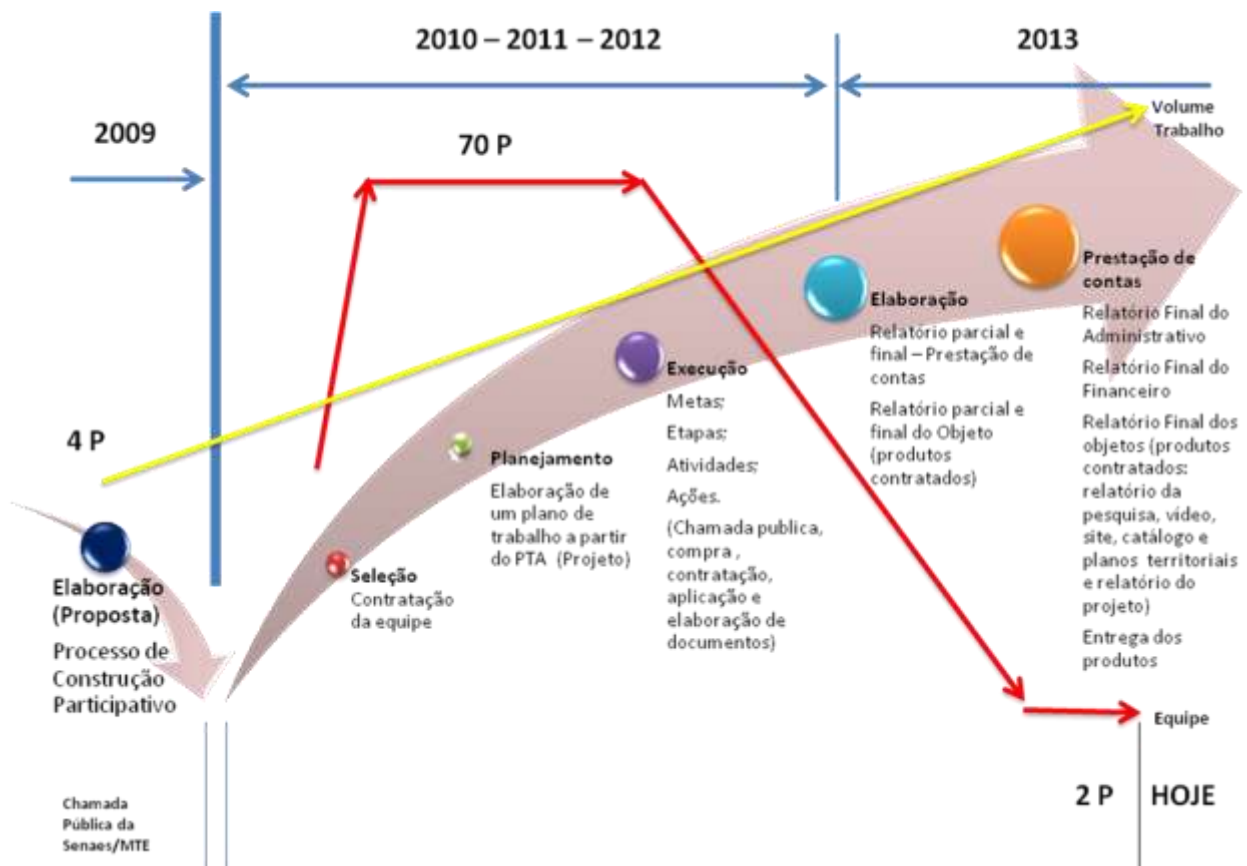 2010 – 2011 – 2012
2013
2009
70 P
Volume
Trabalho
4 P
Elaboração
(Proposta)
Processo de
Construção
Participativo
Seleção
Contratação
da equipe
Planejamento
Elaboração de
um plano de
trabalho a partir
do PTA (Projeto)
Execução
Metas;
Etapas;
Atividades;
Ações.
(Chamada publica,
compra ,
contratação,
aplicação e
elaboração de
documentos)
Elaboração
Relatório parcial e
final – Prestação de
contas
Relatório parcial e
final do Objeto
(produtos
contratados)
Prestação de
contas
Relatório Final do
Administrativo
Relatório Final do
Financeiro
Relatório Final dos
objetos (produtos
contratados:
relatório da
pesquisa, vídeo,
site, catálogo e
planos territoriais
e relatório do
projeto)
Entrega dos
produtos
Equipe
2 P
HOJE
Chamada
Pública da
Senaes/MTE